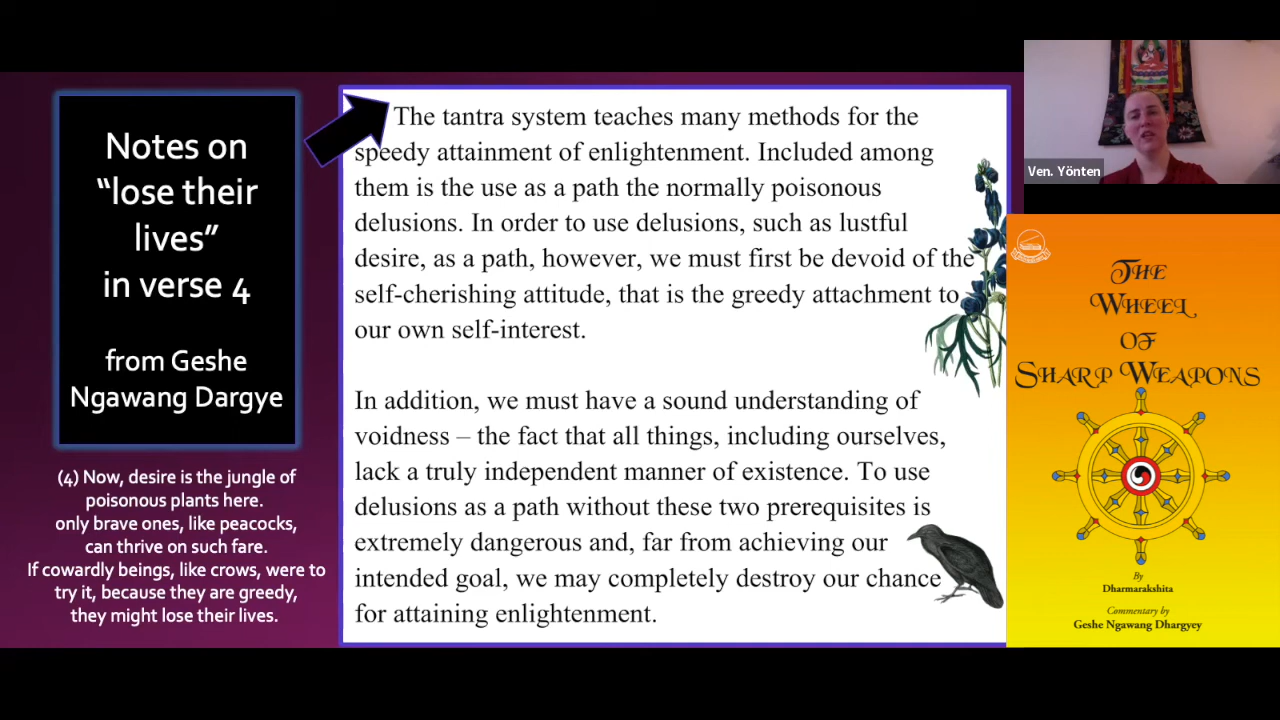 Notes on
“lose their
lives”
in verse 4
from Geshe
Ngawang Dargye
(4) Now, desire is the jungle of
poisonous plants here.
only brave ones, like peacocks,
can thrive on such fare.
If cowardly beings, like crows, were to
try it, because they are greedy,
they might lose their lives.
The tantra system teaches many methods for the
speedy attainment of enlightenment. Included among
them is the use as a path the normally poisonous
delusions. In order to use delusions, such as lustful
desire, as a path, however, we must first be devoid of the
self-cherishing attitude, that is the greedy attachment to
our own self-interest.
In addition, we must have a sound understanding of
voidness – the fact that all things, including ourselves,
lack a truly independent manner of existence. To use
delusions as a path without these two prerequisites is
extremely dangerous and, far from achieving our
intended goal, we may completely destroy our chance
for attaining enlightenment.
Ven. Yönten
THE
WHEEL
OF
SHARP WEAPONS
By
Dharmarakshita
Commentary by
Geshe Ngawang Dhargyey